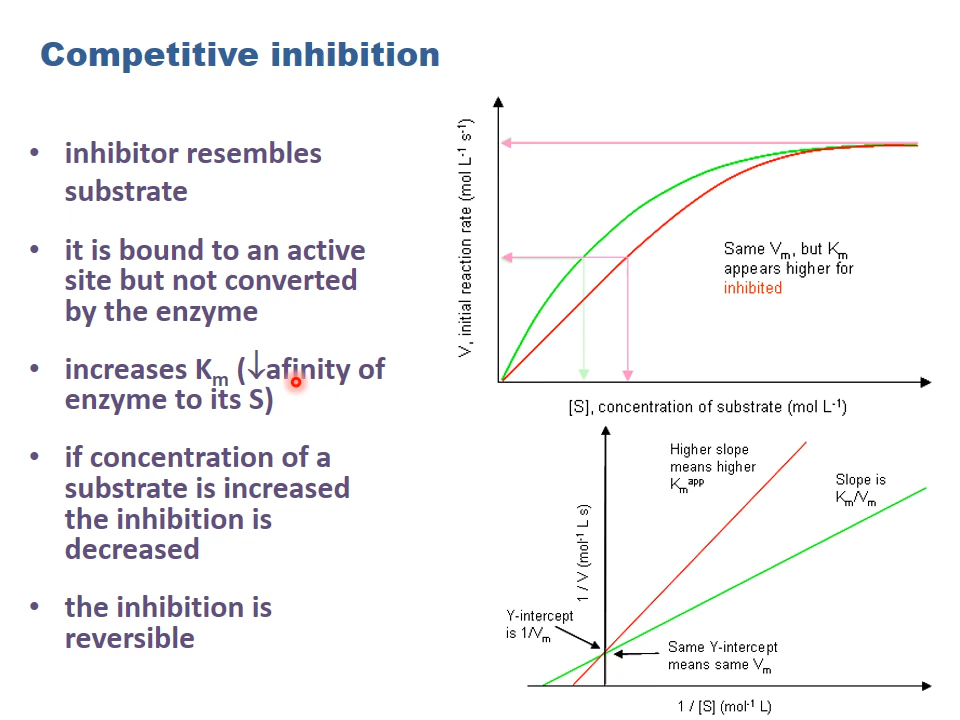 Competitive inhibition
• inhibitor resembles
substrate
• it is bound to an active
site but not converted
by the enzyme
• increases Km (↓afinity of
enzyme to its S)
• if concentration of a
substrate is increased
the inhibition is
decreased
• the inhibition is
reversible
V, initial reaction rate (mol L-1 s-1)
Same Vm, but Km
appears higher for
inhibited
[S], concentration of substrate (mol L-1)
Higher slope
means higher
Kmapp
Slope is
Km/Vm
1 / V (mol-1 L s)
Y-intercept
is 1/Vm
Same Y-intercept
means same Vm
1 / [S] (mol-1 L)